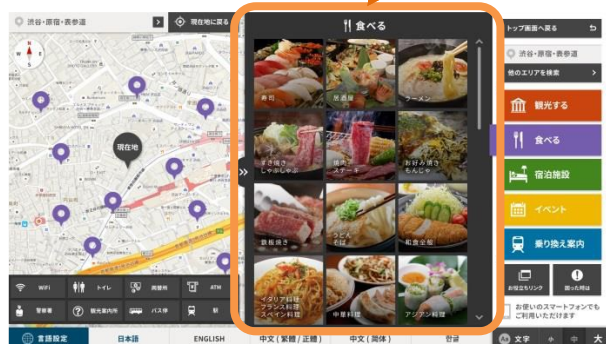 渋谷・原宿・表参道
現在地に戻る
N
W
E
S
現在地
WIFI
トイレ
両替所
ATM
警察署
観光案内所
バス停
駅
食べる
寿司
居酒屋
ラーメン
すき焼き
しゃぶしゃぶ
焼肉
ステーキ
お好み焼き
もんじゃ
鉄板焼き
うどん
そば
和食全般
イタリア料理
フランス料理
スペイン料理
中華料理
アジアン料理
トップ画面へ戻る
渋谷・原宿・表参道
他のエリアを検索
観光する
食べる
宿泊施設
イベント
乗り換え案内
お役立ちリンク
困った時は
お使いのスマートフォンでも
ご利用いただけます
言語設定
日本語
ENGLISH
中文 (繁體 / 正體)
中文 (简体)
한글
Aa
文字
小
中
大